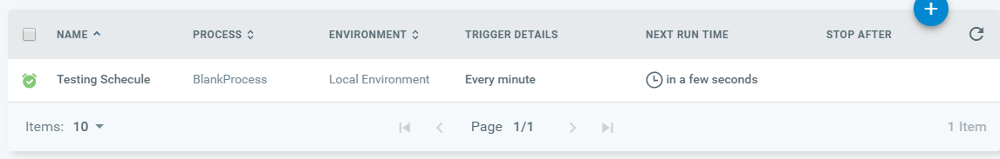 NAME PROCESS ENVIRONMENT TRIGGER DETAILS NEXT RUN TIME STOP AFTER
Testing Schecule BlankProcess Local Environment Every minute in a few seconds
Items: 10 Page 1/1 1 Item